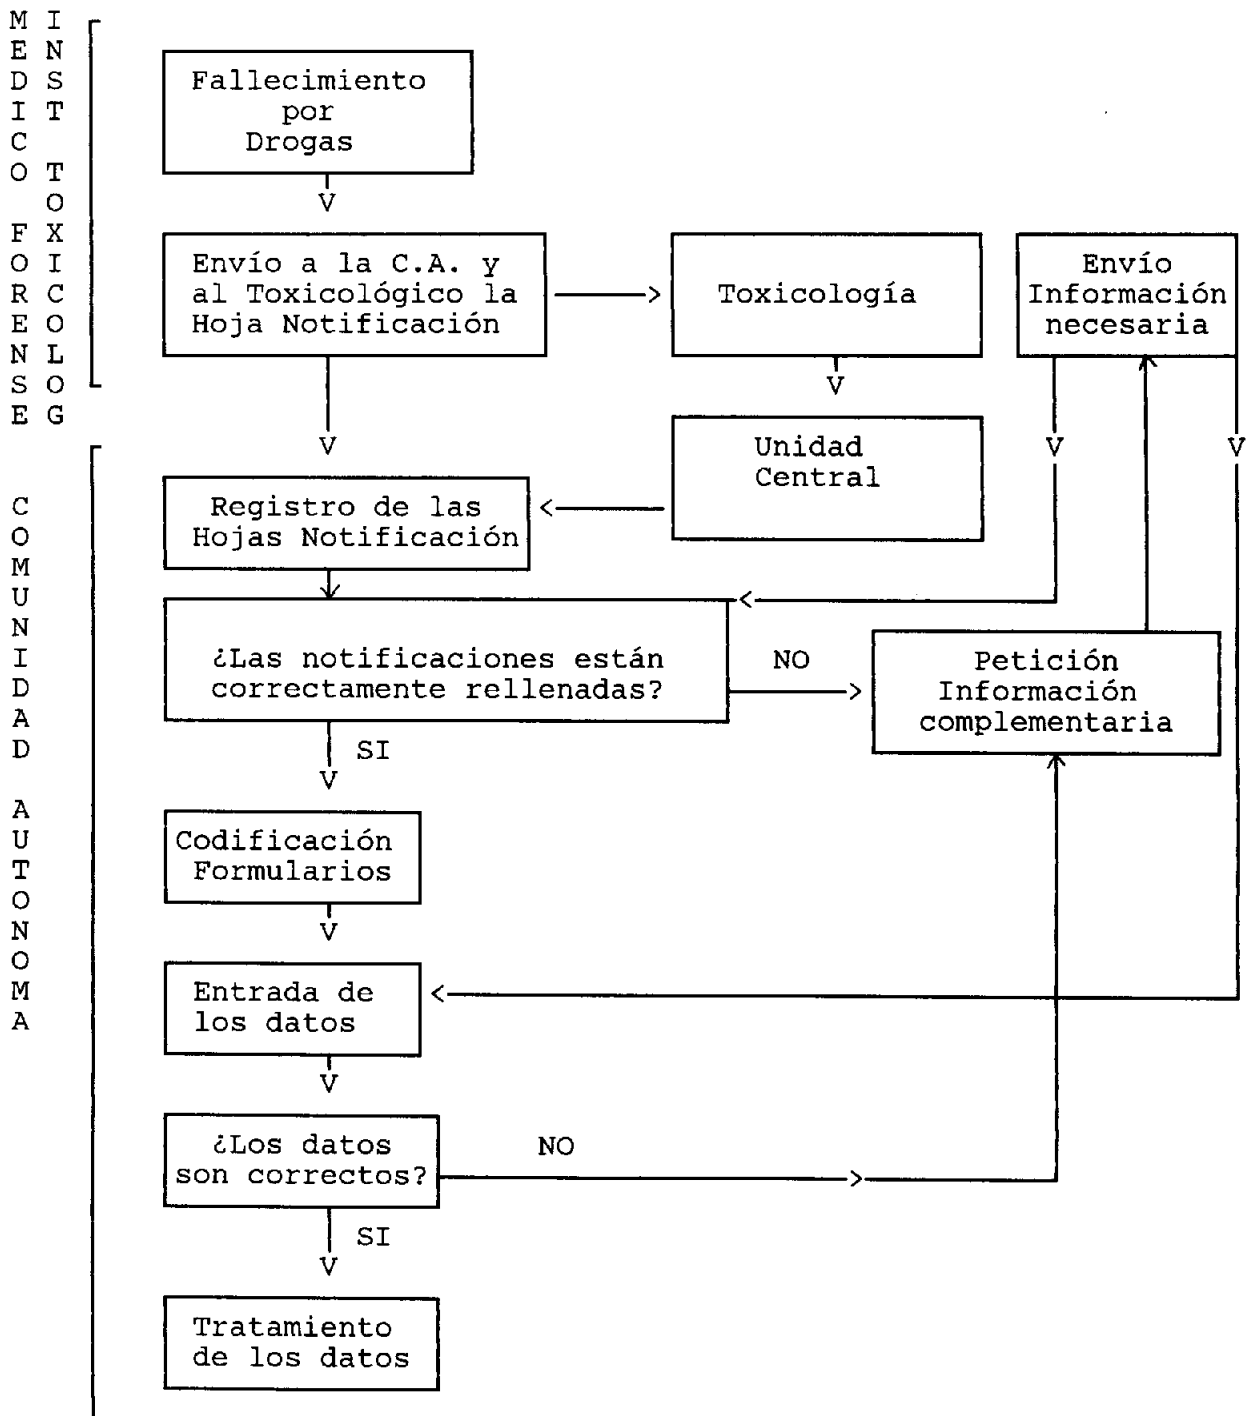 MEDICO FORENSE
INST TOXICOLOG
Fallecimiento
por
Drogas
V
Envío a la C.A. y
al Toxicológico la
Hoja Notificación
>
Toxicología
Envío
Información
necesaria
V
V
Unidad
Central
V
V
COMUNIDAD AUTONOMA
Registro de las
Hojas Notificación
<
<
¿Las notificaciones están
correctamente rellenadas?
NO
>
Petición
Información
complementaria
SI
V
Codificación
Formularios
V
Entrada de
los datos
<
V
¿Los datos
son correctos?
NO
>
SI
V
Tratamiento
de los datos